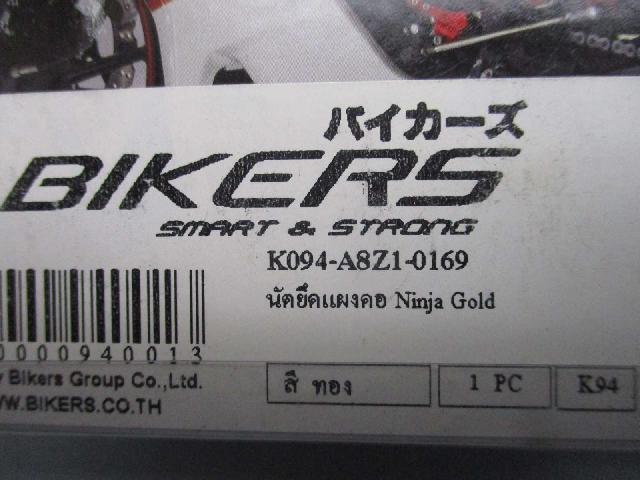 バイカーズ
BIKERS
SMART & STRONG
K094-A8Z1-0169
นัตยึดแผงคอ Ninja Gold
0000940013
Bikers Group Co.,Ltd.
WWW.BIKERS.CO.TH
สี ทอง
1 PC
K94